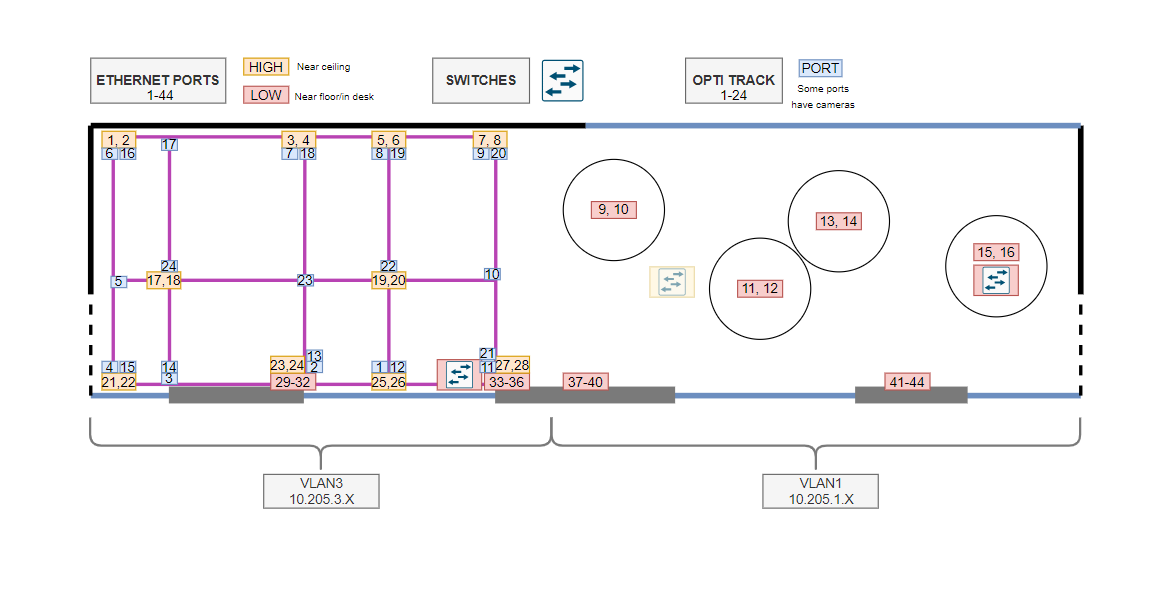 ETHERNET PORTS
1-44
HIGH
Near ceiling
LOW
Near floor/in desk
SWITCHES
OPTI TRACK
1-24
PORT
Some ports
have cameras
1, 2
17
3, 4
5, 6
7, 8
6 16
7 18
8 19
9 20
9, 10
13, 14
15, 16
11, 12
24
22
5
17,18
23
19,20
10
13
21
4 15
14
23,24
2
1 12
11
27,28
21,22
3
29-32
25,26
33-36
37-40
41-44
VLAN3
10.205.3.X
VLAN1
10.205.1.X